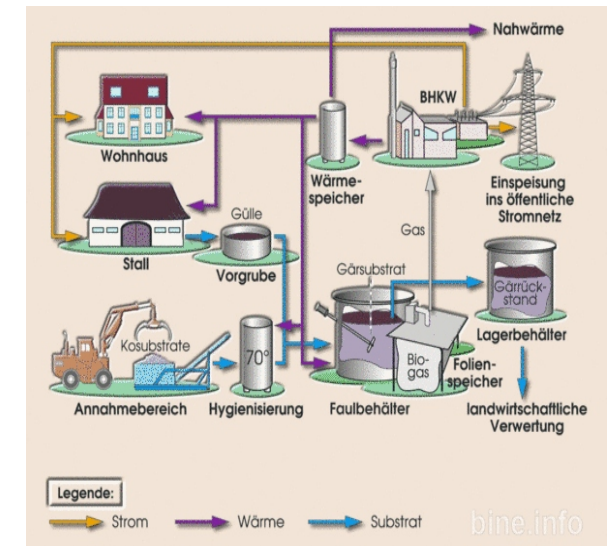 Nahwärme
BHKW
Wohnhaus
Wärme-
speicher
Einspeisung
ins öffentliche
Stromnetz
Gülle
Gas
Stall
Vorgrube
Gärsubstrat
Gärrück-
stand
Lagerbehälter
Kosubstrate
70°
Bio-
gas
Folien-
speicher
Annahmebereich
Hygienisierung
Faulbehälter
landwirtschaftliche
Verwertung
Legende:
Strom
Wärme
Substrat
bine.info